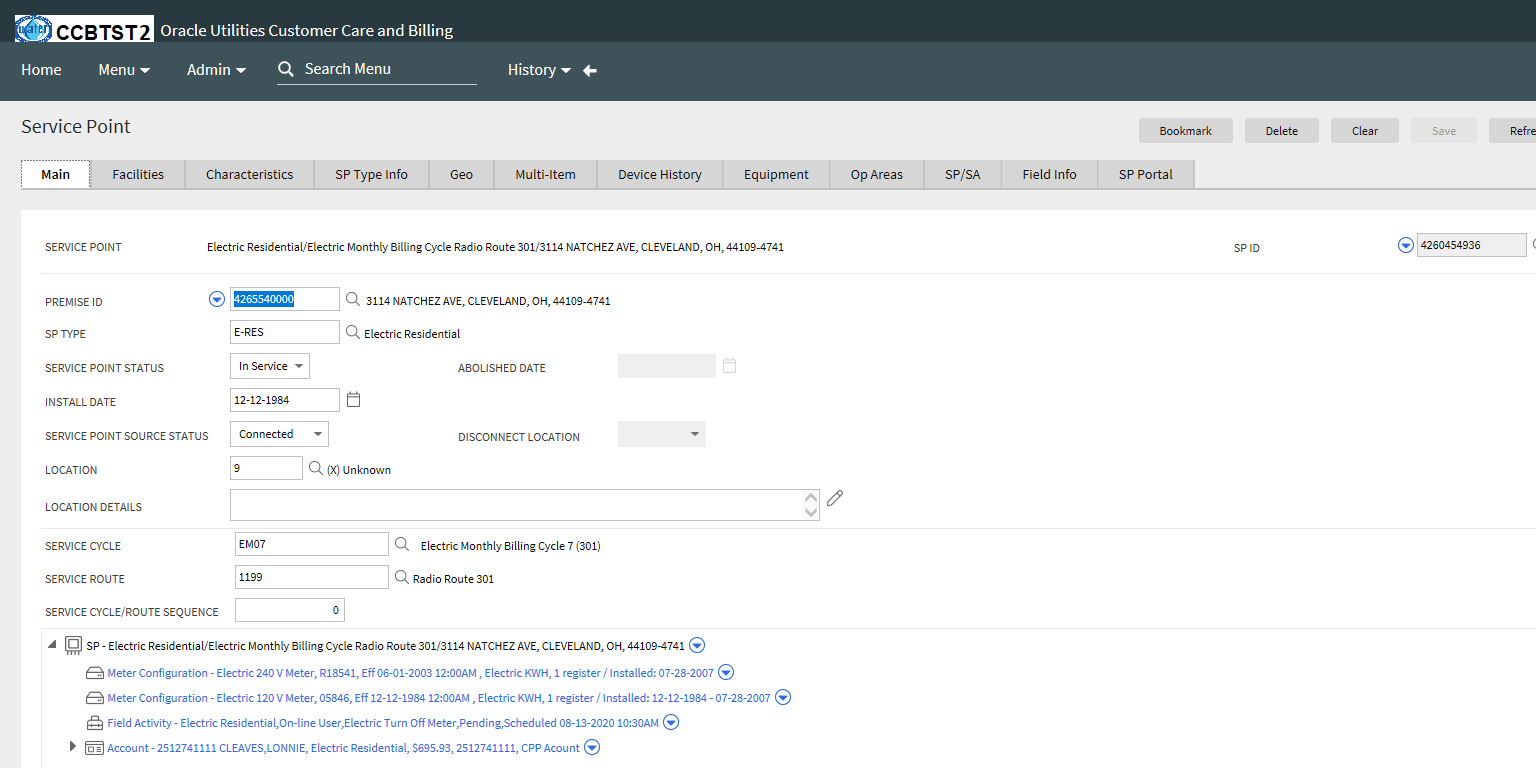 water CCBTST2 Oracle Utilities Customer Care and Billing
Home Menu Admin Search Menu History
Service Point
Bookmark Delete Clear Save Refre
Main Facilities Characteristics SP Type Info Geo Multi-Item Device History Equipment Op Areas SP/SA Field Info SP Portal
SERVICE POINT Electric Residential/Electric Monthly Billing Cycle Radio Route 301/3114 NATCHEZ AVE, CLEVELAND, OH, 44109-4741 SP ID 4260454936
PREMISE ID 4265540000 3114 NATCHEZ AVE, CLEVELAND, OH, 44109-4741
SP TYPE E-RES Electric Residential
SERVICE POINT STATUS In Service ABOLISHED DATE
INSTALL DATE 12-12-1984
SERVICE POINT SOURCE STATUS Connected DISCONNECT LOCATION
LOCATION 9 (X) Unknown
LOCATION DETAILS
SERVICE CYCLE EM07 Electric Monthly Billing Cycle 7 (301)
SERVICE ROUTE 1199 Radio Route 301
SERVICE CYCLE/ROUTE SEQUENCE 0
SP - Electric Residential/Electric Monthly Billing Cycle Radio Route 301/3114 NATCHEZ AVE, CLEVELAND, OH, 44109-4741
Meter Configuration - Electric 240 V Meter, R18541, Eff 06-01-2003 12:00AM , Electric KWH, 1 register / Installed: 07-28-2007
Meter Configuration - Electric 120 V Meter, 05846, Eff 12-12-1984 12:00AM , Electric KWH, 1 register / Installed: 12-12-1984 - 07-28-2007
Field Activity - Electric Residential,On-line User,Electric Turn Off Meter,Pending,Scheduled 08-13-2020 10:30AM
Account - 2512741111 CLEAVES,LONNIE, Electric Residential, $695.93, 2512741111, CPP Acount